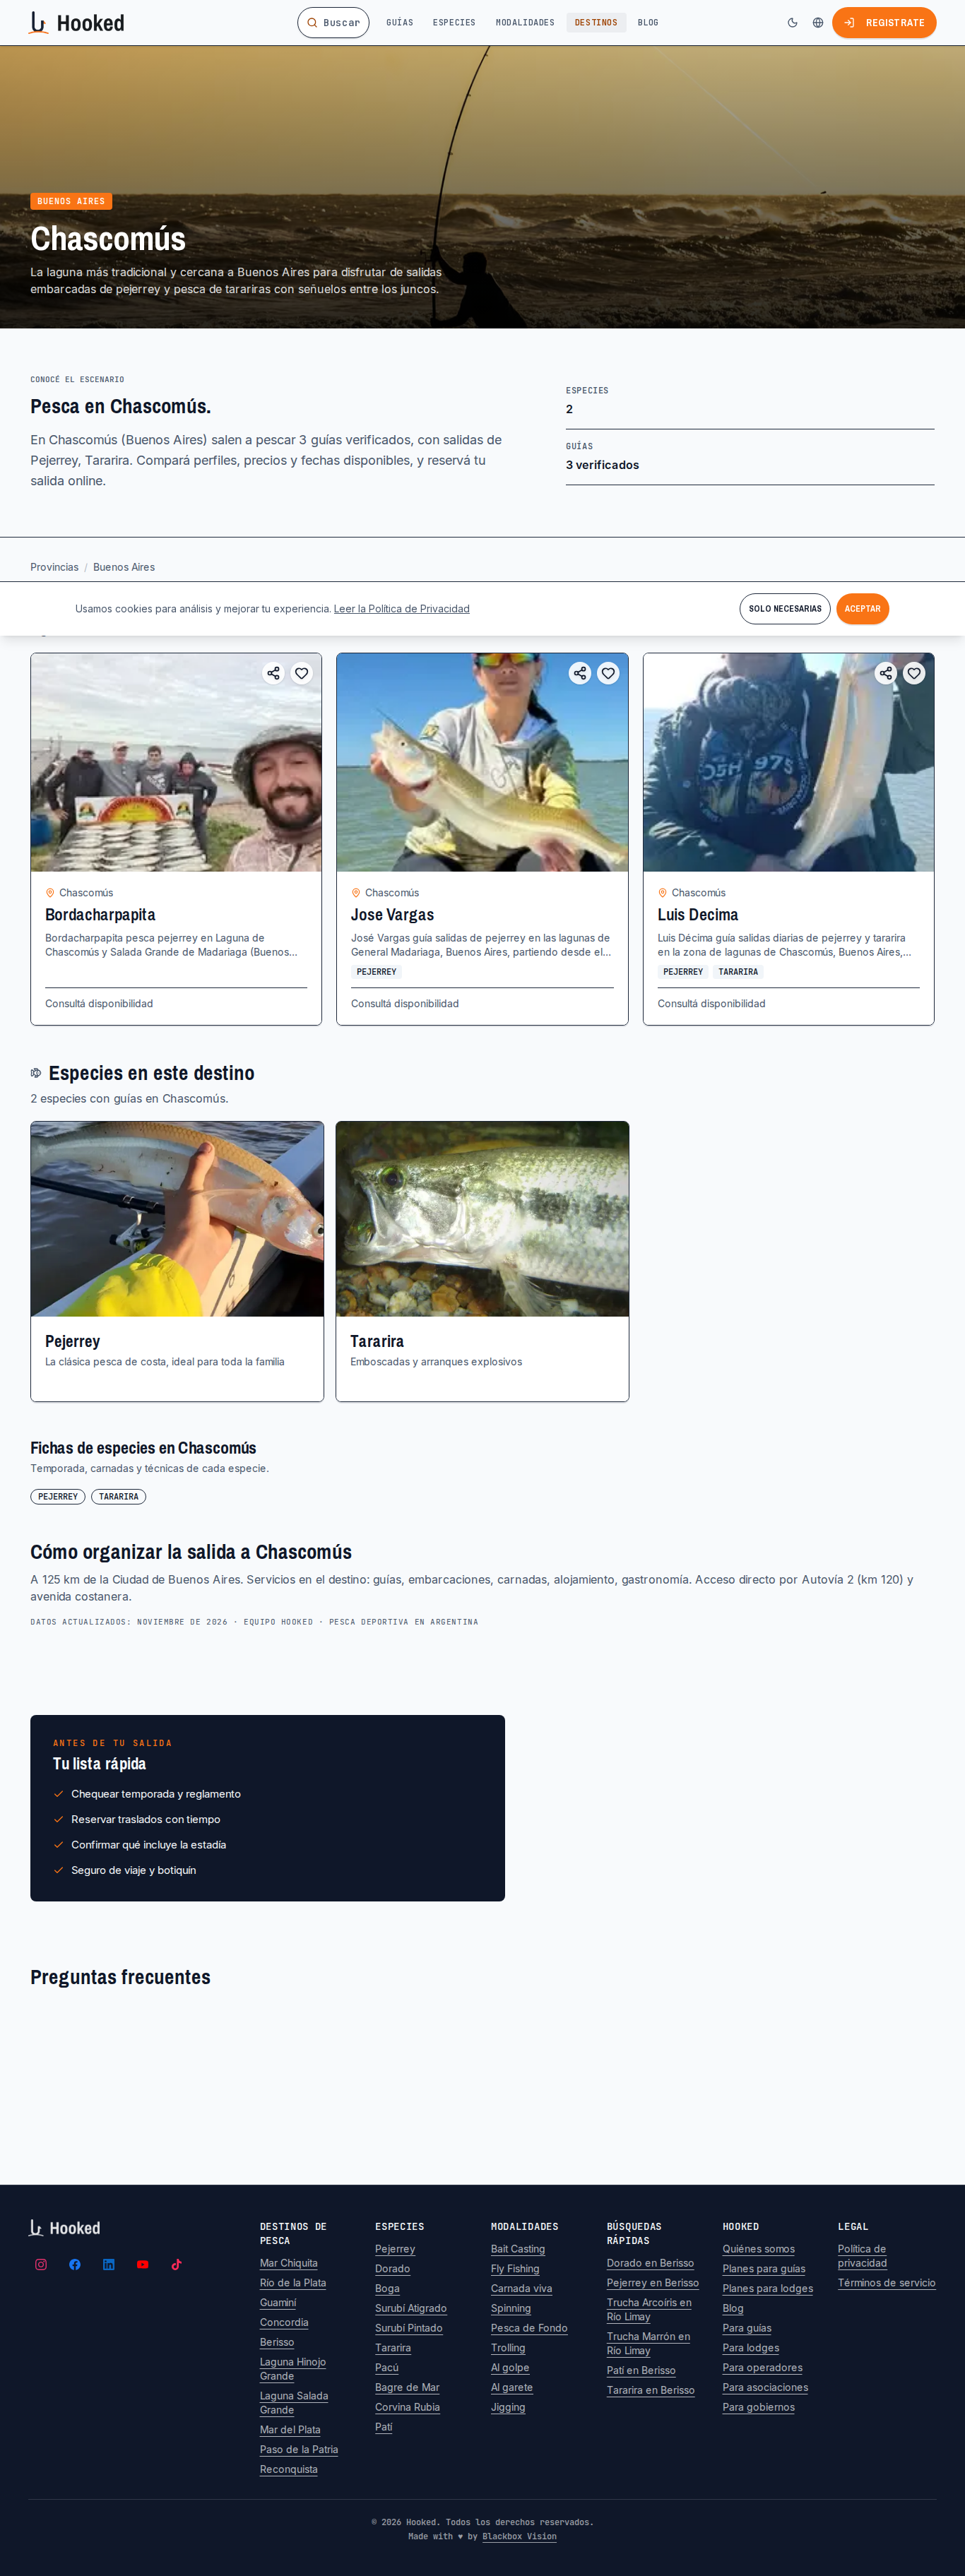 Hooked
Buscar
GUÍAS
ESPECIES
MODALIDADES
DESTINOS
BLOG
REGISTRATE
BUENOS AIRES
Chascomús
La laguna más tradicional y cercana a Buenos Aires para disfrutar de salidas
embarcadas de pejerrey y pesca de tarariras con señuelos entre los juncos.
CONOCÉ EL ESCENARIO
Pesca en Chascomús.
En Chascomús (Buenos Aires) salen a pescar 3 guías verificados, con salidas de
Pejerrey, Tararira. Compará perfiles, precios y fechas disponibles, y reservá tu
salida online.
ESPECIES
2
GUÍAS
3 verificados
Provincias / Buenos Aires
Usamos cookies para análisis y mejorar tu experiencia. Leer la Política de Privacidad
SOLO NECESARIAS
ACEPTAR
Chascomús
Bordacharpapita
Bordacharpapita pesca pejerrey en Laguna de
Chascomús y Salada Grande de Madariaga (Buenos...
Consultá disponibilidad
Chascomús
Jose Vargas
José Vargas guía salidas de pejerrey en las lagunas de
General Madariaga, Buenos Aires, partiendo desde el...
PEJERREY
Consultá disponibilidad
Chascomús
Luis Decima
Luis Décima guía salidas diarias de pejerrey y tararira
en la zona de lagunas de Chascomús, Buenos Aires,...
PEJERREY
TARARIRA
Consultá disponibilidad
Especies en este destino
2 especies con guías en Chascomús.
Pejerrey
La clásica pesca de costa, ideal para toda la familia
Tararira
Emboscadas y arranques explosivos
Fichas de especies en Chascomús
Temporada, carnadas y técnicas de cada especie.
PEJERREY
TARARIRA
Cómo organizar la salida a Chascomús
A 125 km de la Ciudad de Buenos Aires. Servicios en el destino: guías, embarcaciones, carnadas, alojamiento, gastronomía. Acceso directo por Autovía 2 (km 120) y
avenida costanera.
DATOS ACTUALIZADOS: NOVIEMBRE DE 2026 · EQUIPO HOOKED · PESCA DEPORTIVA EN ARGENTINA
ANTES DE TU SALIDA
Tu lista rápida
Chequear temporada y reglamento
Reservar traslados con tiempo
Confirmar qué incluye la estadía
Seguro de viaje y botiquín
Preguntas frecuentes
Hooked
DESTINOS DE
PESCA
Mar Chiquita
Río de la Plata
Guaminí
Concordia
Berisso
Laguna Hinojo
Grande
Laguna Salada
Grande
Mar del Plata
Paso de la Patria
Reconquista
ESPECIES
Pejerrey
Dorado
Boga
Surubí Atigrado
Surubí Pintado
Tararira
Pacú
Bagre de Mar
Corvina Rubia
Patí
MODALIDADES
Bait Casting
Fly Fishing
Carnada viva
Spinning
Pesca de Fondo
Trolling
Al golpe
Al garete
Jigging
BÚSQUEDAS
RÁPIDAS
Dorado en Berisso
Pejerrey en Berisso
Trucha Arcoíris en
Río Limay
Trucha Marrón en
Río Limay
Patí en Berisso
Tararira en Berisso
HOOKED
Quiénes somos
Planes para guías
Planes para lodges
Blog
Para guías
Para lodges
Para operadores
Para asociaciones
Para gobiernos
LEGAL
Política de
privacidad
Términos de servicio
© 2026 Hooked. Todos los derechos reservados.
Made with ♥ by Blackbox Vision